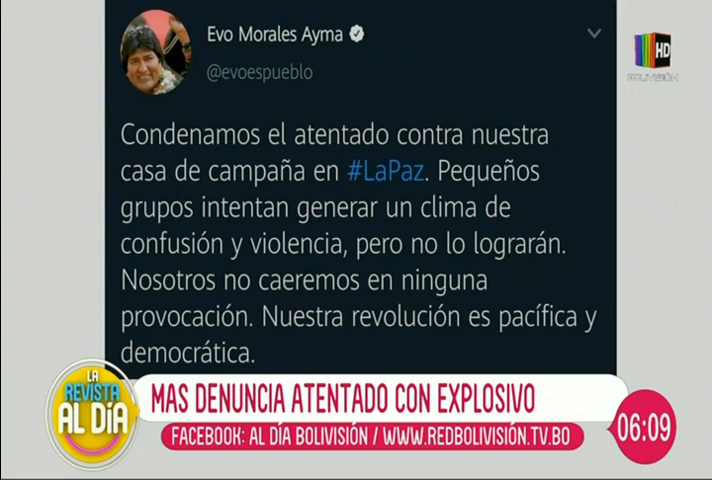 Evo Morales Ayma
@evoespueblo
HD
BOLIVISIÓN
Condenamos el atentado contra nuestra
casa de campaña en #LaPaz. Pequeños
grupos intentan generar un clima de
confusión y violencia, pero no lo lograrán.
Nosotros no caeremos en ninguna
provocación. Nuestra revolución es pacífica y
democrática.
LA
REVISTA
AL DÍA
MAS DENUNCIA ATENTADO CON EXPLOSIVO
FACEBOOK: AL DÍA BOLIVISIÓN / WWW.REDBOLIVISIÓN.TV.BO
06:09